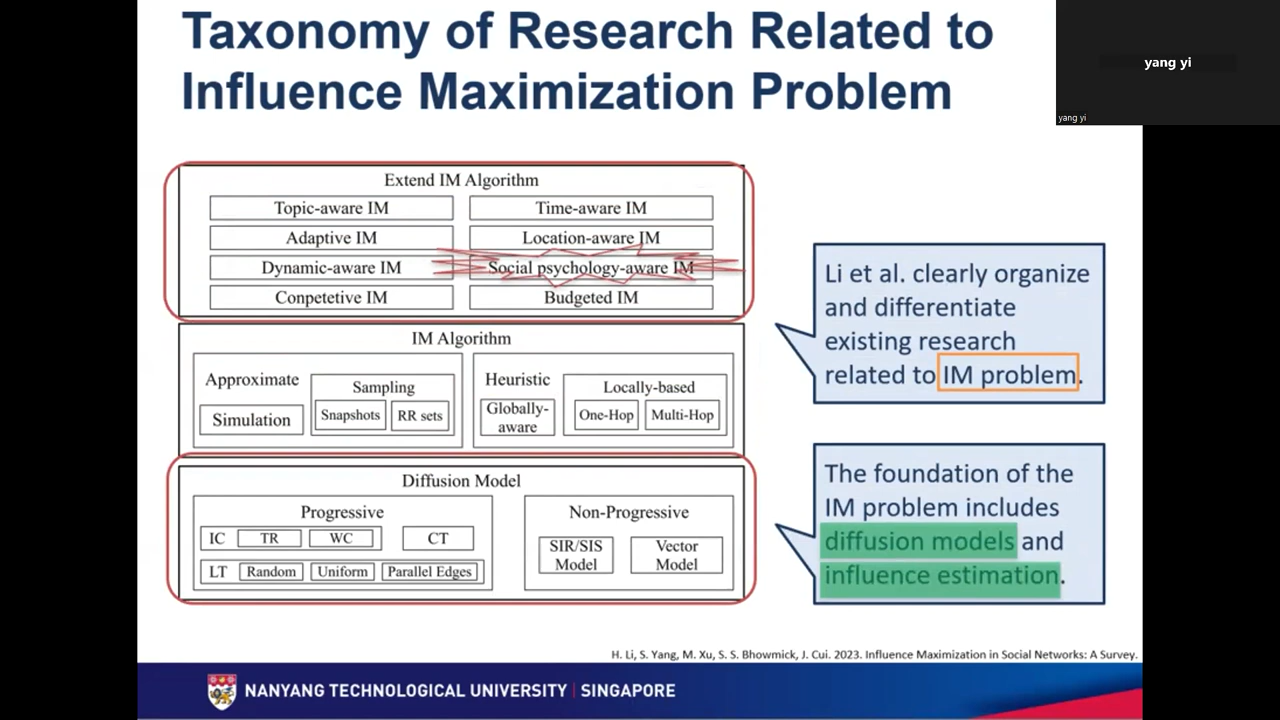 Taxonomy of Research Related to
Influence Maximization Problem
yang yi
yang yi
Extend IM Algorithm
Topic-aware IM
Time-aware IM
Adaptive IM
Location-aware IM
Dynamic-aware IM
Social psychology-aware IM
Conpetetive IM
Budgeted IM
IM Algorithm
Approximate
Simulation
Sampling
Snapshots
RR sets
Heuristic
Globally-
aware
Locally-based
One-Hop
Multi-Hop
Diffusion Model
Progressive
IC
TR
WC
CT
LT
Random
Uniform
Parallel Edges
Non-Progressive
SIR/SIS
Model
Vector
Model
Li et al. clearly organize
and differentiate
existing research
related to IM problem.
The foundation of the
IM problem includes
diffusion models and
influence estimation.
H. Li, S. Yang, M. Xu, S. S. Bhowmick, J. Cui. 2023. Influence Maximization in Social Networks: A Survey.
NANYANG TECHNOLOGICAL UNIVERSITY | SINGAPORE